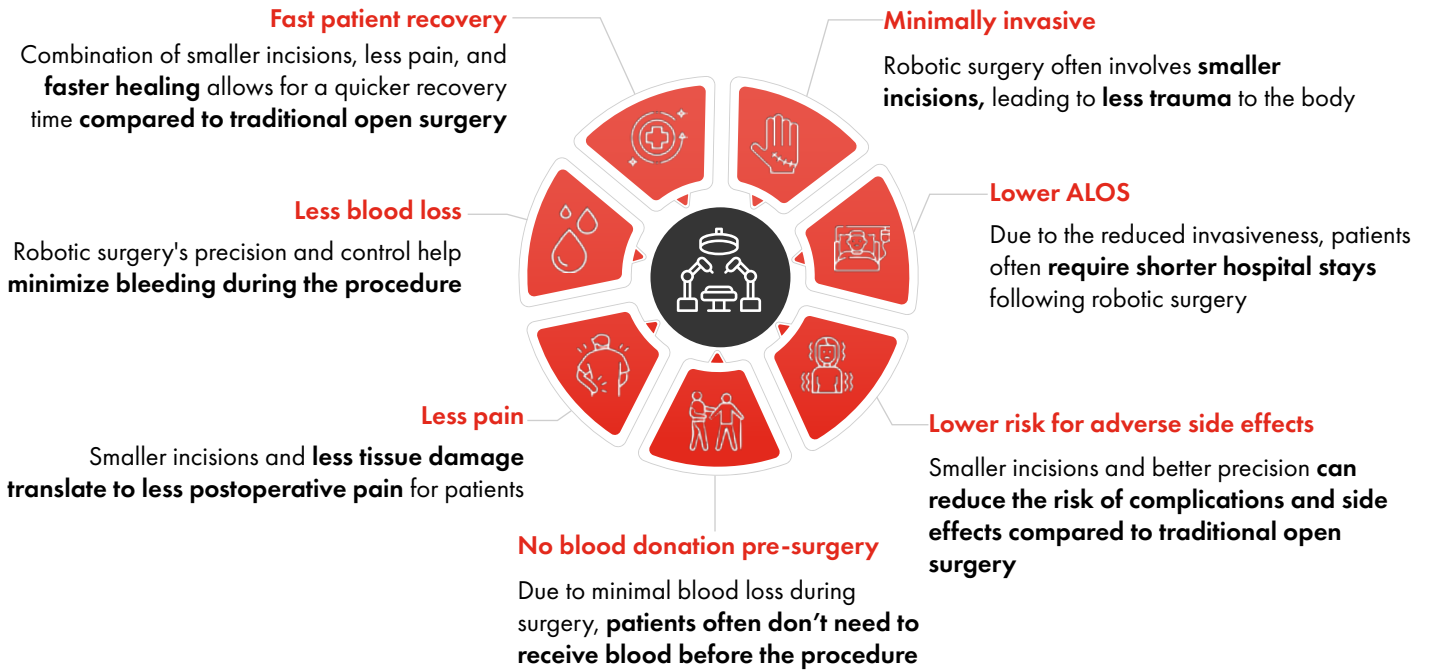 Fast patient recovery
Combination of smaller incisions, less pain, and
faster healing allows for a quicker recovery
time compared to traditional open surgery
Minimally invasive
Robotic surgery often involves smaller
incisions, leading to less trauma to the body
Less blood loss
Robotic surgery's precision and control help
minimize bleeding during the procedure
Lower ALOS
Due to the reduced invasiveness, patients
often require shorter hospital stays
following robotic surgery
Less pain
Smaller incisions and less tissue damage
translate to less postoperative pain for patients
Lower risk for adverse side effects
Smaller incisions and better precision can
reduce the risk of complications and side
effects compared to traditional open
surgery
No blood donation pre-surgery
Due to minimal blood loss during
surgery, patients often don’t need to
receive blood before the procedure